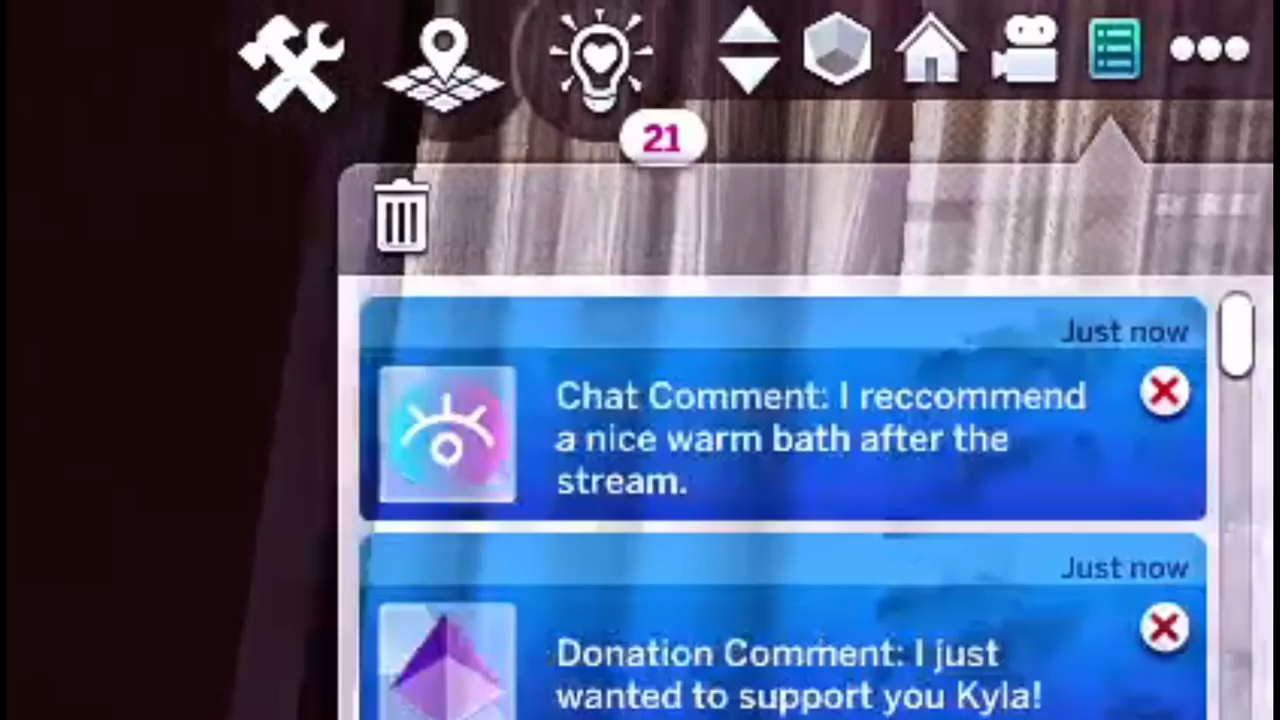 21
Just now
Chat Comment: I reccommend
a nice warm bath after the
stream.
Just now
Donation Comment: I just
wanted to support you Kyla!